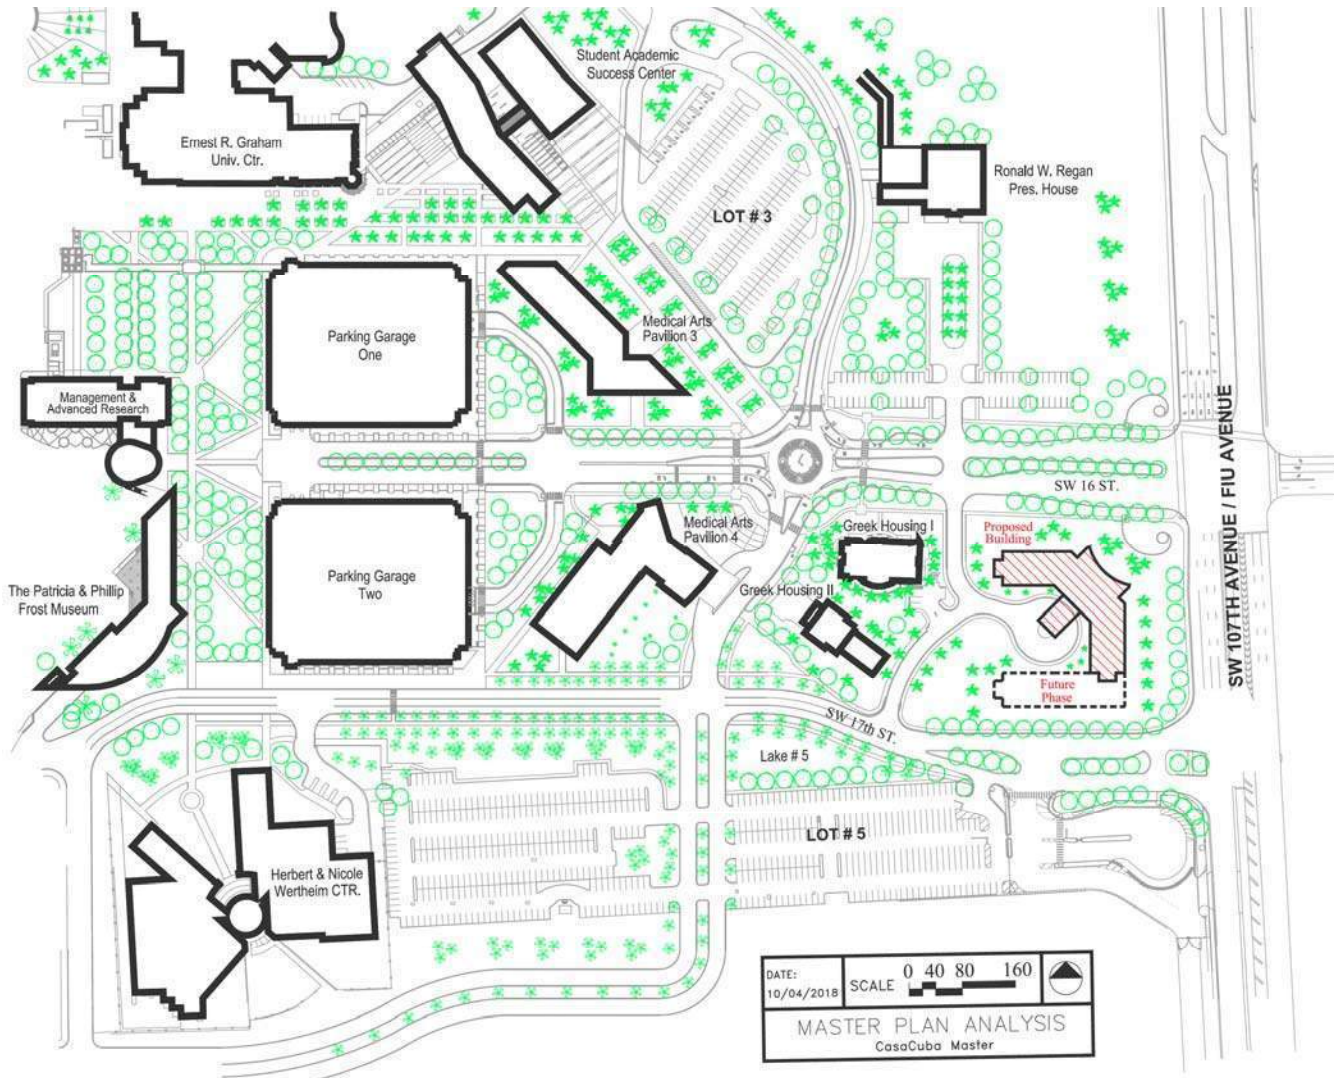 Student Academic
Success Center
Ernest R. Graham
Univ. Ctr.
Ronald W. Regan
Pres. House
LOT # 3
Parking Garage
One
Medical Arts
Pavilion 3
Management &
Advanced Research
SW 107TH AVENUE / FIU AVENUE
SW 16 ST.
Medical Arts
Pavilion 4
Greek Housing I
Proposed
Building
Parking Garage
Two
The Patricia & Phillip
Frost Museum
Greek Housing II
Future
Phase
SW 17th ST.
Lake # 5
LOT # 5
Herbert & Nicole
Wertheim CTR.
DATE:
10/04/2018
SCALE
0 40 80 160
MASTER PLAN ANALYSIS
CasaCuba Master